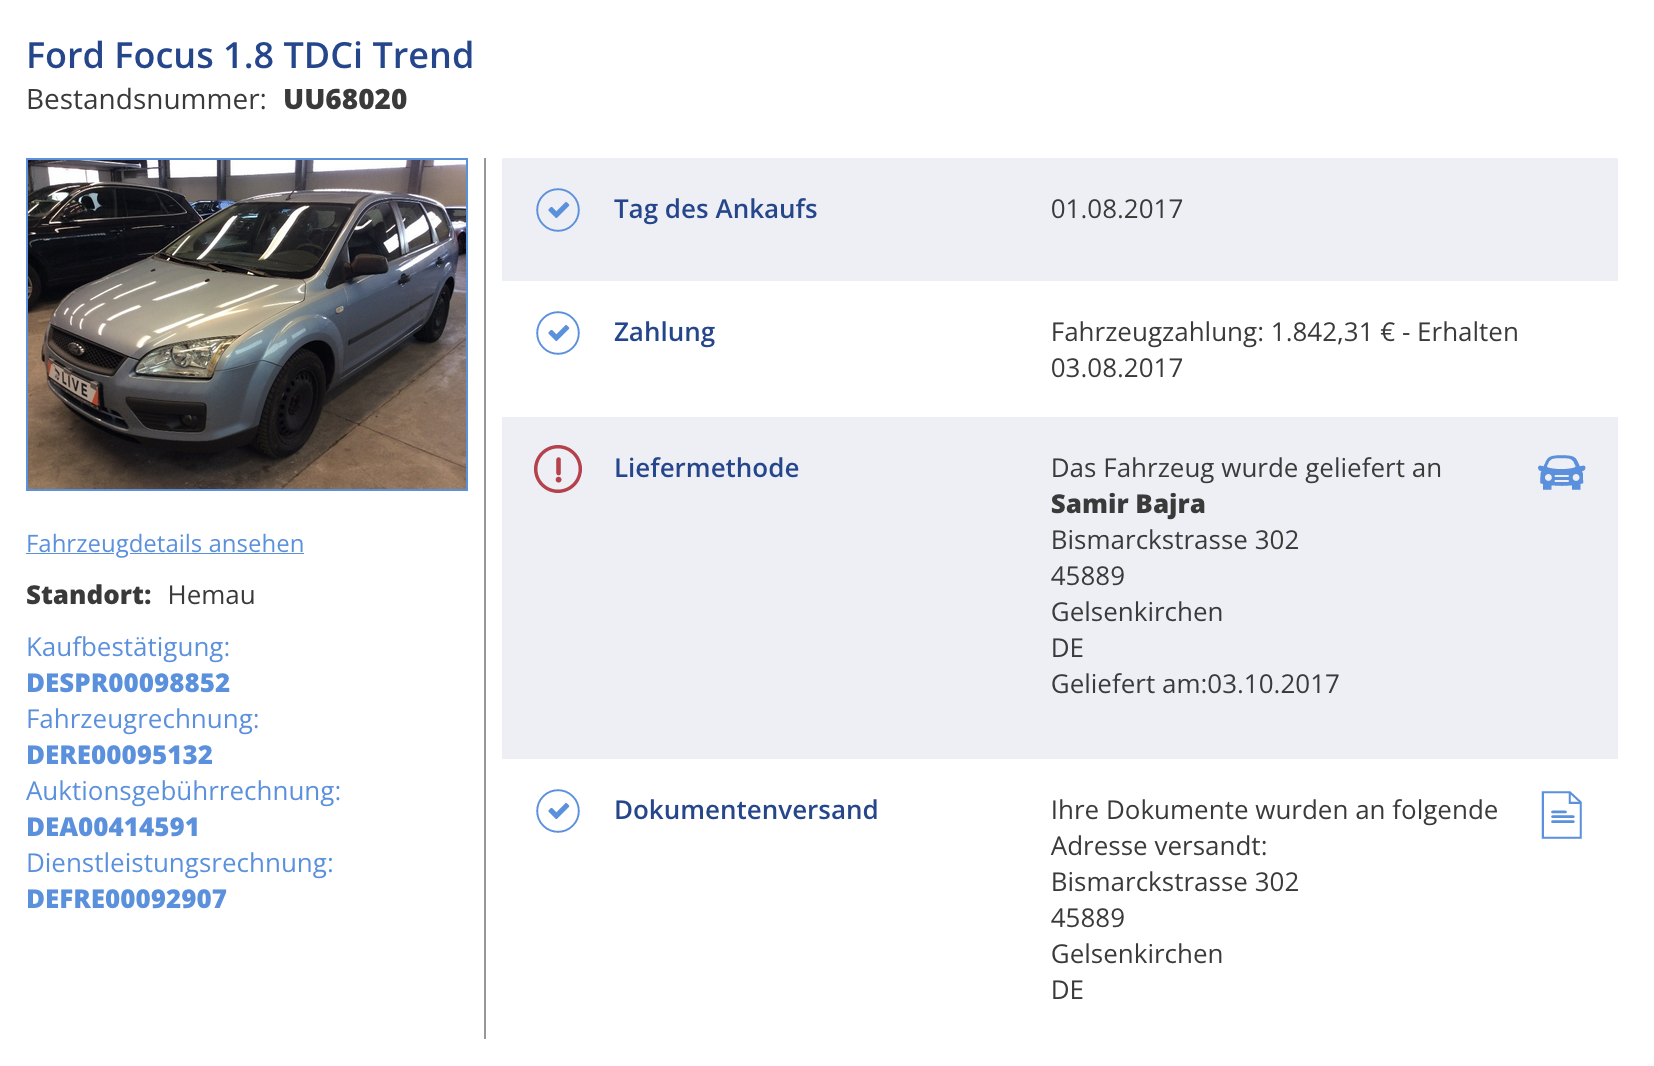 Ford Focus 1.8 TDCi Trend
Bestandsnummer: UU68020
LIVE
Fahrzeugdetails ansehen
Standort: Hemau
Kaufbestätigung:
DESPR00098852
Fahrzeugrechnung:
DERE00095132
Auktionsgebührrechnung:
DEA00414591
Dienstleistungsrechnung:
DEFRE00092907
Tag des Ankaufs
01.08.2017
Zahlung
Fahrzeugzahlung: 1.842,31 € - Erhalten
03.08.2017
Liefermethode
Das Fahrzeug wurde geliefert an
Samir Bajra
Bismarckstrasse 302
45889
Gelsenkirchen
DE
Geliefert am:03.10.2017
Dokumentenversand
Ihre Dokumente wurden an folgende
Adresse versandt:
Bismarckstrasse 302
45889
Gelsenkirchen
DE